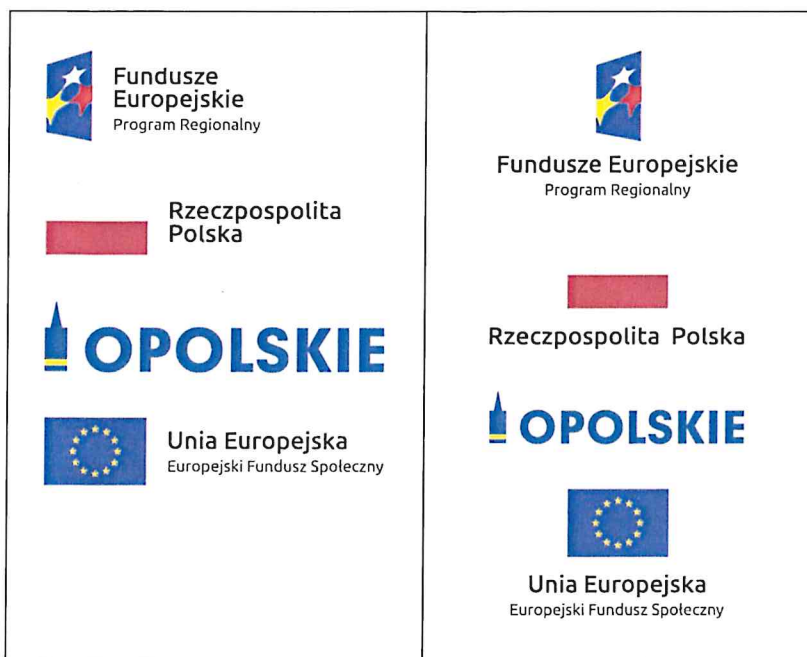 Fundusze
Europejskie
Program Regionalny
Rzeczpospolita
Polska
OPOLSKIE
Unia Europejska
Europejski Fundusz Społeczny
Fundusze Europejskie
Program Regionalny
Rzeczpospolita Polska
OPOLSKIE
Unia Europejska
Europejski Fundusz Społeczny